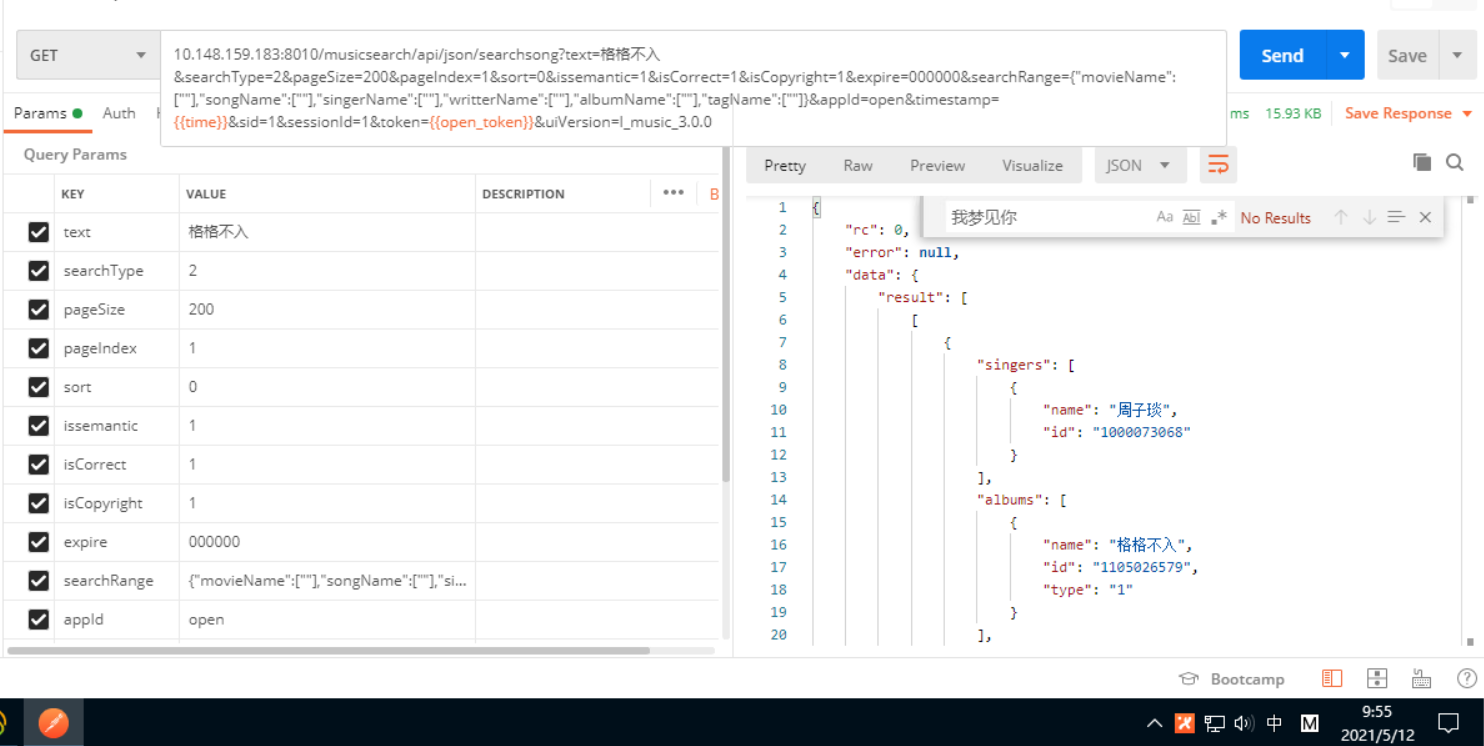 GET
10.148.159.183:8010/musicsearch/api/json/searchsong?text=格格不入
&searchType=2&pageSize=200&pageIndex=1&sort=0&issemantic=1&isCorrect=1&isCopyright=1&expire=000000&searchRange={"movieName":
[""],"songName":[""],"singerName":[""],"writterName":[""],"albumName":[""],"tagName":[""]}&appId=open&timestamp=
{{time}}&sid=1&sessionId=1&token={{open_token}}&uiVersion=I_music_3.0.0
Send
Save
Params Auth
ms 15.93 KB Save Response
Query Params
KEY VALUE DESCRIPTION ••• B
text 格格不入
searchType 2
pageSize 200
pageIndex 1
sort 0
issemantic 1
isCorrect 1
isCopyright 1
expire 000000
searchRange {"movieName":[""],"songName":[""],"si...
appId open
Pretty Raw Preview Visualize JSON
我梦见你 Aa Abl .* No Results
1 {
2 "rc": 0,
3 "error": null,
4 "data": {
5 "result": [
6 [
7 {
8 "singers": [
9 {
10 "name": "周子琰",
11 "id": "1000073068"
12 }
13 ],
14 "albums": [
15 {
16 "name": "格格不入",
17 "id": "1105026579",
18 "type": "1"
19 }
20 ],
Bootcamp
中 M 9:55
2021/5/12